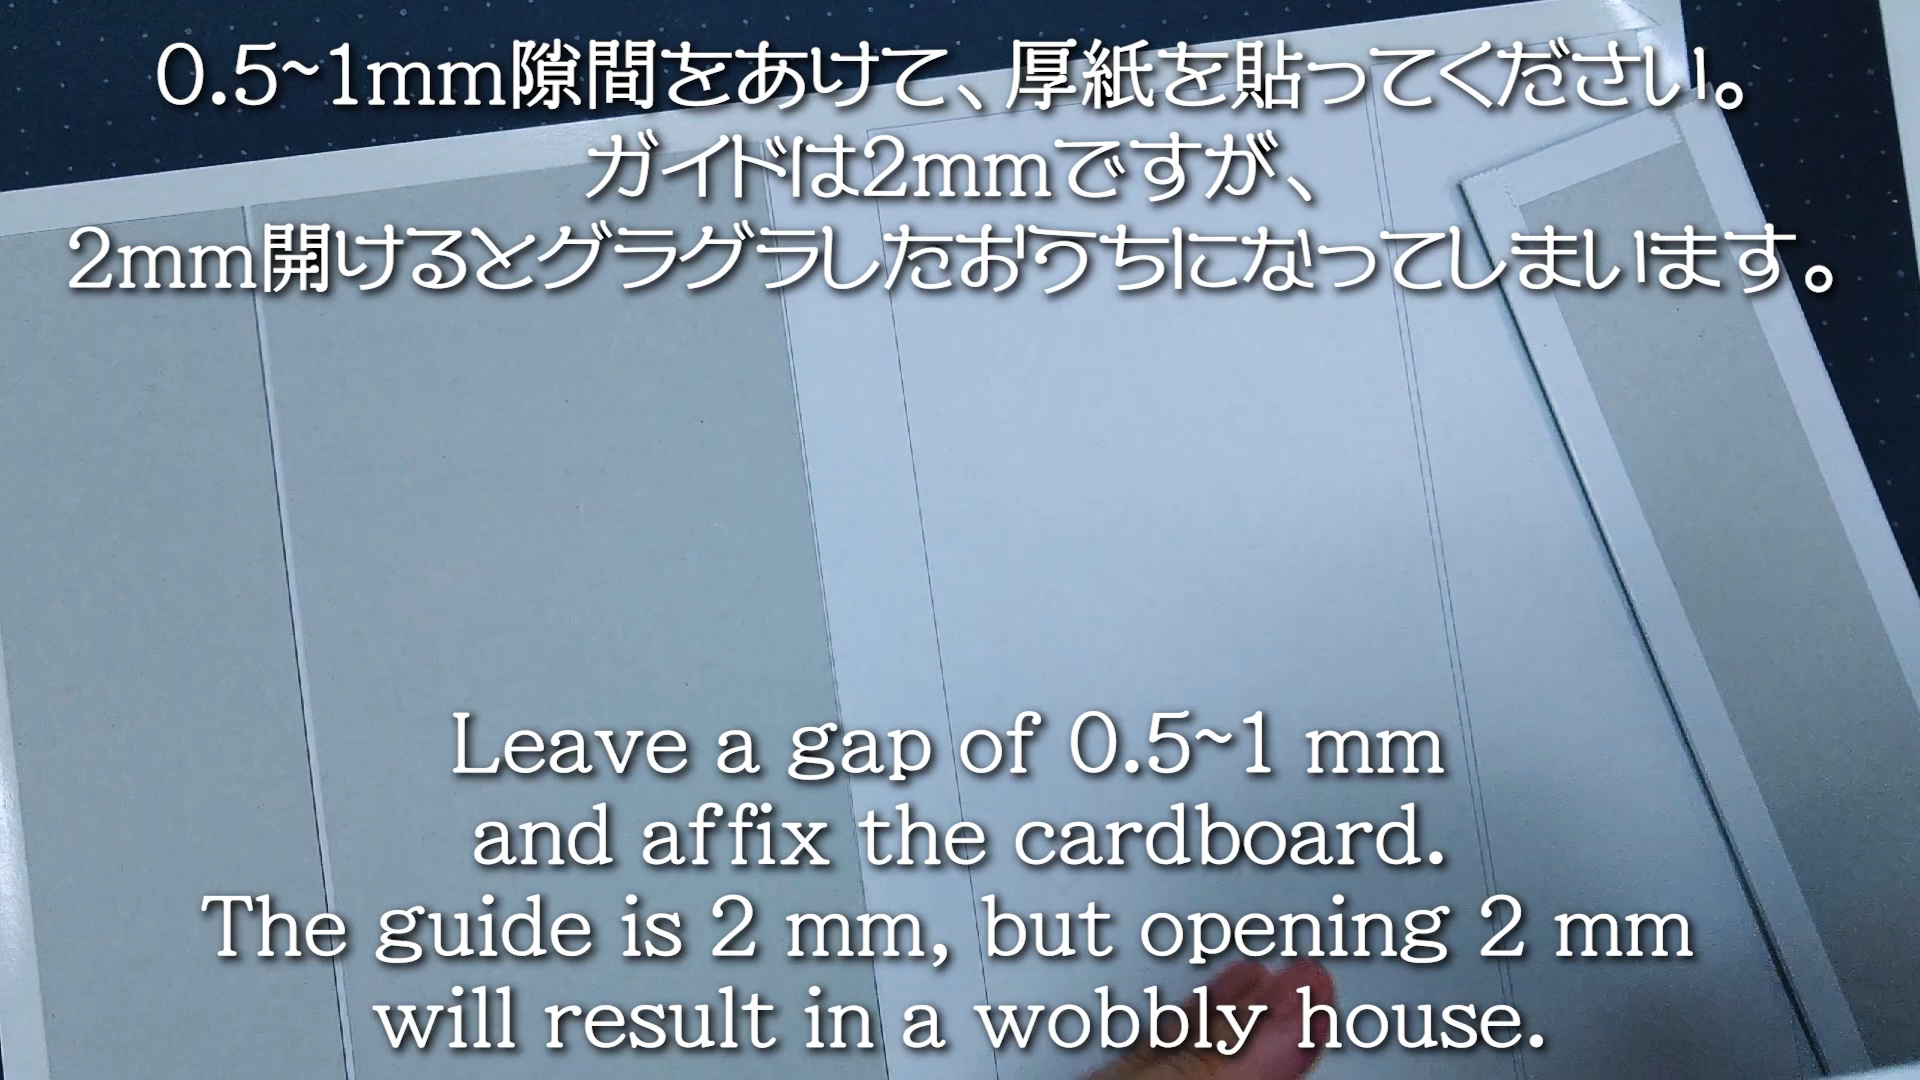 0.5~1mm隙間をあけて、厚紙を貼ってください。
ガイドは2mmですが、
2mm開けるとグラグラしたおうちになってしまいます。
Leave a gap of 0.5~1 mm
and affix the cardboard.
The guide is 2 mm, but opening 2 mm
will result in a wobbly house.